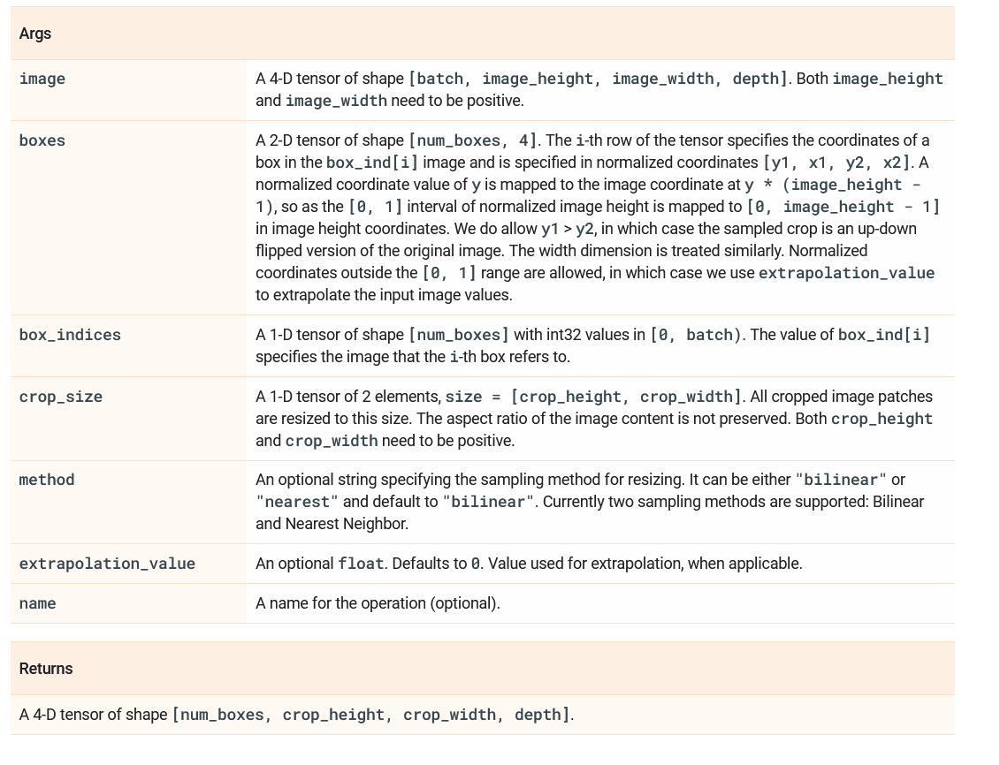 Args
image
A 4-D tensor of shape [batch, image_height, image_width, depth]. Both image_height
and image_width need to be positive.
boxes
A 2-D tensor of shape [num_boxes, 4]. The i-th row of the tensor specifies the coordinates of a
box in the box_ind[i] image and is specified in normalized coordinates [y1, x1, y2, x2]. A
normalized coordinate value of y is mapped to the image coordinate at y * (image_height -
1), so as the [0, 1] interval of normalized image height is mapped to [0, image_height - 1]
in image height coordinates. We do allow y1 > y2, in which case the sampled crop is an up-down
flipped version of the original image. The width dimension is treated similarly. Normalized
coordinates outside the [0, 1] range are allowed, in which case we use extrapolation_value
to extrapolate the input image values.
box_indices
A 1-D tensor of shape [num_boxes] with int32 values in [0, batch). The value of box_ind[i]
specifies the image that the i-th box refers to.
crop_size
A 1-D tensor of 2 elements, size = [crop_height, crop_width]. All cropped image patches
are resized to this size. The aspect ratio of the image content is not preserved. Both crop_height
and crop_width need to be positive.
method
An optional string specifying the sampling method for resizing. It can be either "bilinear" or
"nearest" and default to "bilinear". Currently two sampling methods are supported: Bilinear
and Nearest Neighbor.
extrapolation_value
An optional float. Defaults to 0. Value used for extrapolation, when applicable.
name
A name for the operation (optional).
Returns
A 4-D tensor of shape [num_boxes, crop_height, crop_width, depth].